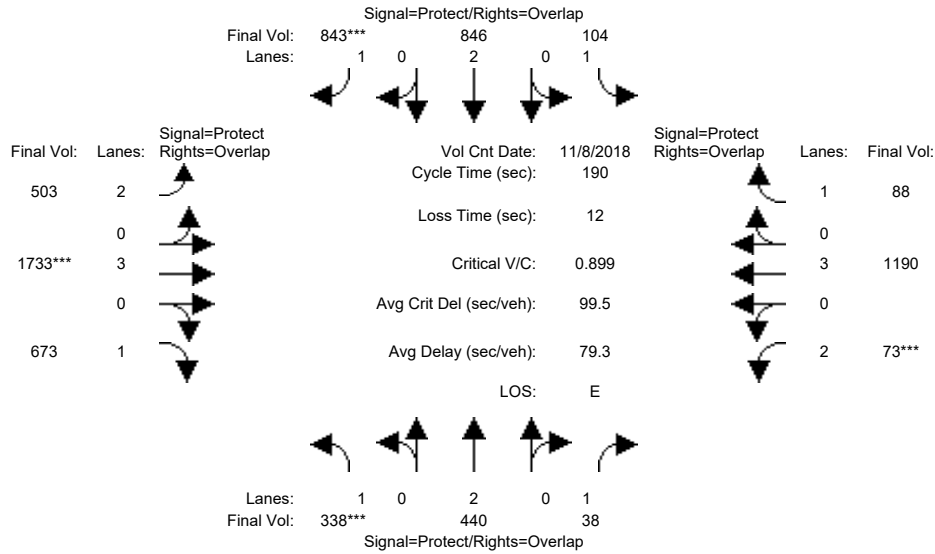 Signal=Protect/Rights=Overlap
Final Vol: 843*** 846 104
Lanes: 1 0 2 0 1
Signal=Protect
Final Vol: Lanes: Rights=Overlap
Vol Cnt Date: 11/8/2018
Signal=Protect
Rights=Overlap Lanes: Final Vol:
Cycle Time (sec): 190
503 2
1 88
Loss Time (sec): 12
0
0
1733*** 3
Critical V/C: 0.899
3 1190
0
Avg Crit Del (sec/veh): 99.5
0
673 1
Avg Delay (sec/veh): 79.3
2 73***
LOS: E
Lanes: 1 0 2 0 1
Final Vol: 338*** 440 38
Signal=Protect/Rights=Overlap